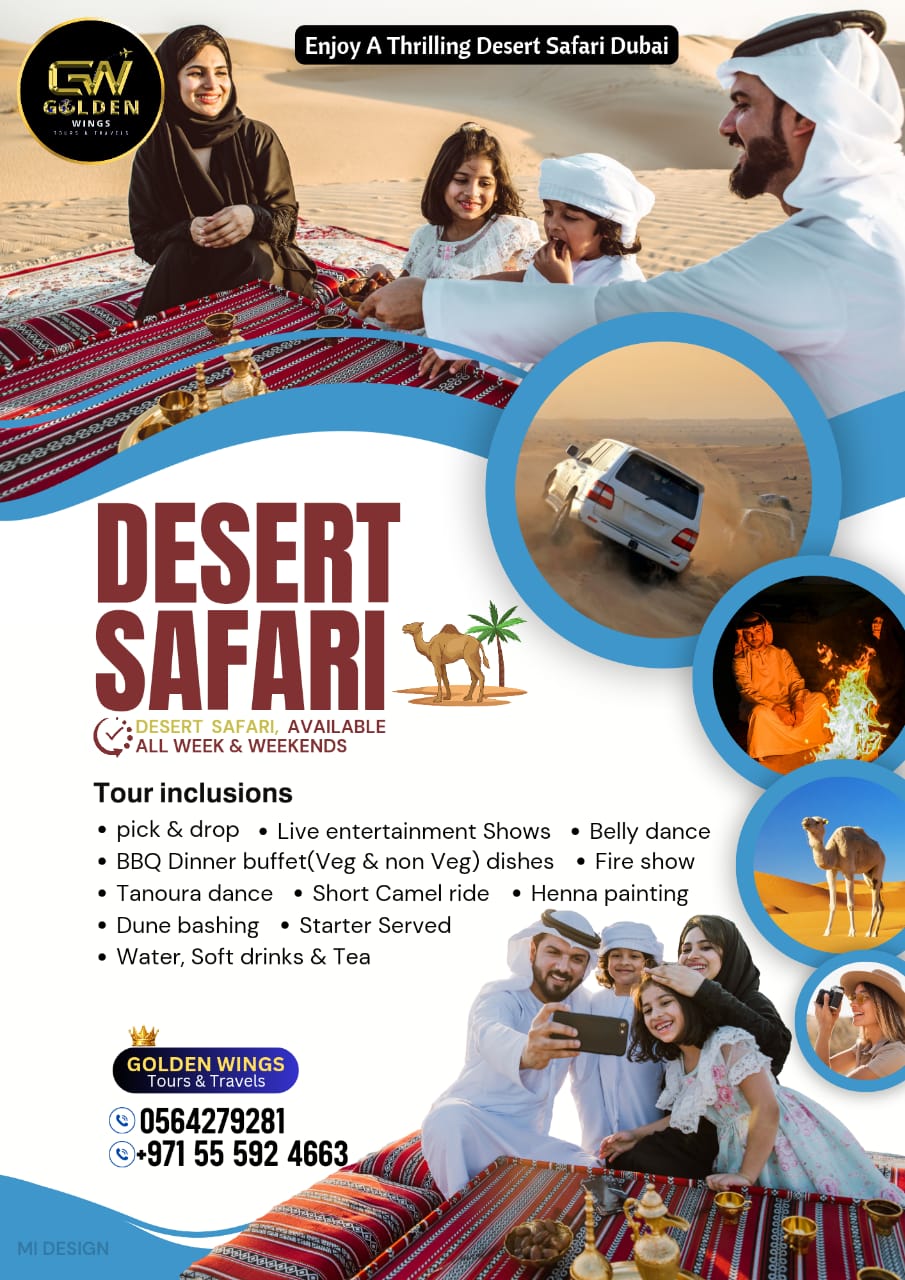 Enjoy A Thrilling Desert Safari Dubai
GW
GOLDEN
WINGS
TOURS & TRAVELS
DESERT
SAFARI
DESERT SAFARI, AVAILABLE
ALL WEEK & WEEKENDS
Tour inclusions
• pick & drop • Live entertainment Shows • Belly dance
• BBQ Dinner buffet(Veg & non Veg) dishes • Fire show
• Tanoura dance • Short Camel ride • Henna painting
• Dune bashing • Starter Served
• Water, Soft drinks & Tea
GOLDEN WINGS
Tours & Travels
0564279281
+971 55 592 4663
MI DESIGN